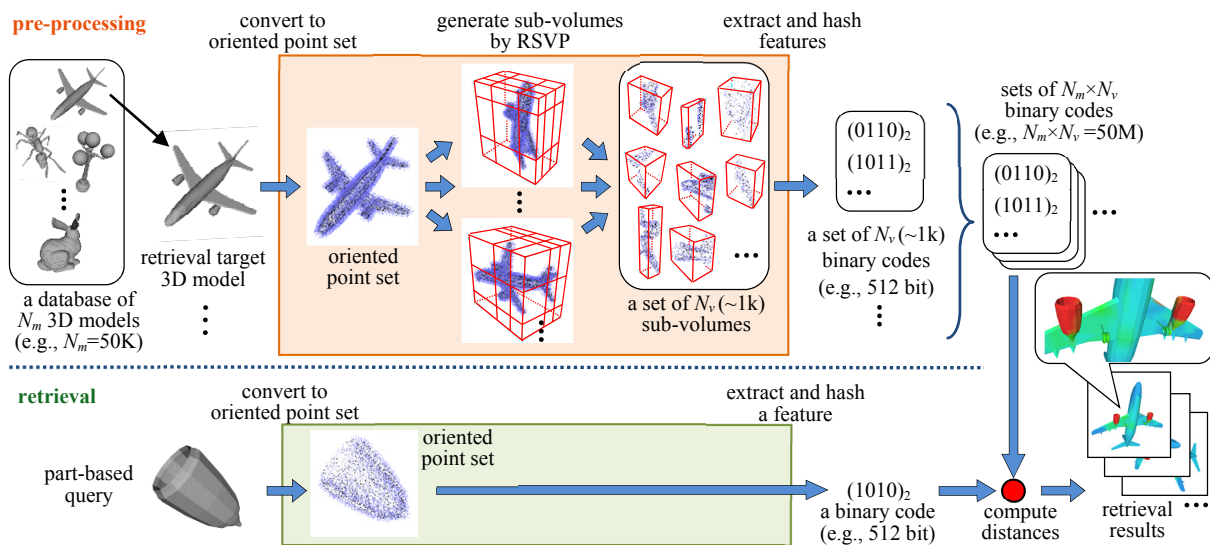 pre-processing
convert to
oriented point set
generate sub-volumes
by RSVP
extract and hash
features
retrieval target
3D model
a database of
Nm 3D models
(e.g., Nm=50K)
oriented
point set
a set of Nv (~1k)
sub-volumes
(0110)2
(1011)2
a set of Nv (~1k)
binary codes
(e.g., 512 bit)
sets of Nm×Nv
binary codes
(e.g., Nm×Nv =50M)
(0110)2
(1011)2
retrieval
convert to
oriented point set
extract and hash
a feature
part-based
query
oriented
point set
(1010)2
a binary code
(e.g., 512 bit)
compute
distances
retrieval
results